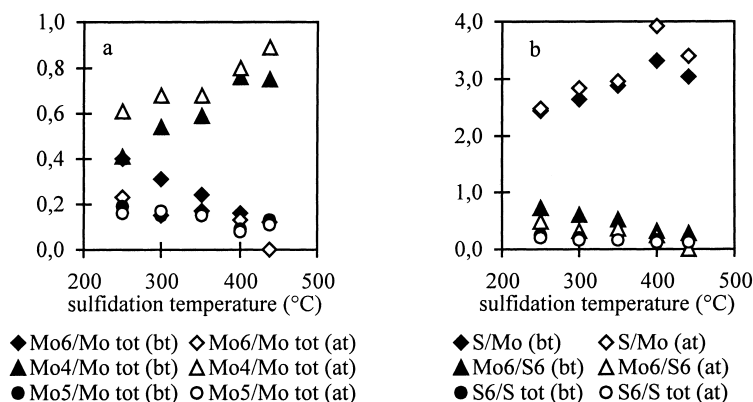 1,0
a
0,8
0,6
0,4
0,2
0,0
200 300 400 500
sulfidation temperature (°C)
◆ Mo6/Mo tot (bt) ◇ Mo6/Mo tot (at)
▲ Mo4/Mo tot (bt) △ Mo4/Mo tot (at)
● Mo5/Mo tot (bt) ○ Mo5/Mo tot (at)
4,0
b
3,0
2,0
1,0
0,0
200 300 400 500
sulfidation temperature (°C)
◆ S/Mo (bt) ◇ S/Mo (at)
▲ Mo6/S6 (bt) △ Mo6/S6 (at)
● S6/S tot (bt) ○ S6/S tot (at)